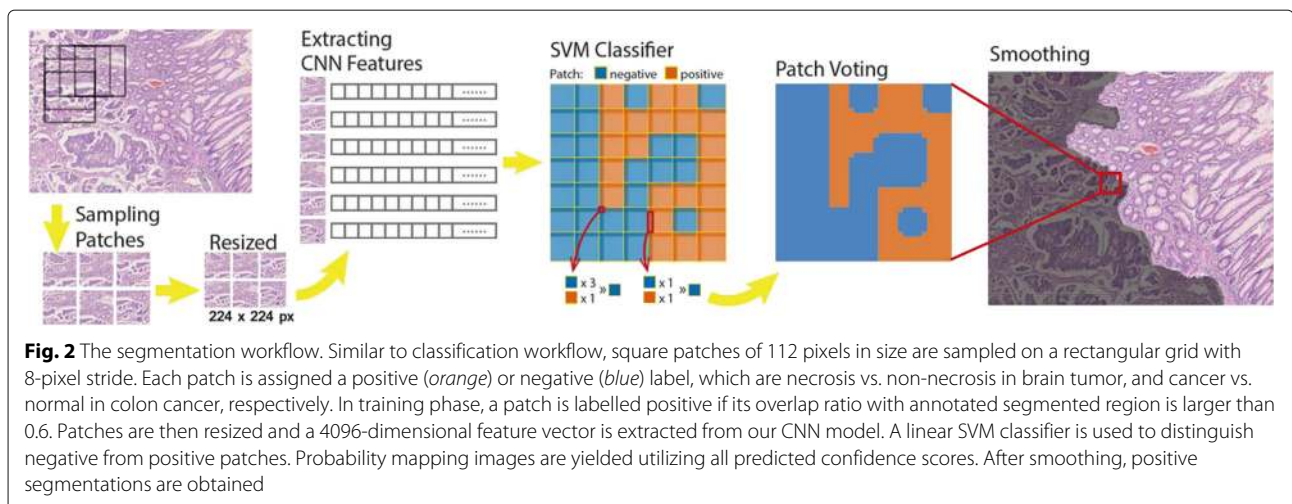 Extracting
CNN Features
SVM Classifier
Patch: negative positive
Patch Voting
Smoothing
Sampling
Patches
Resized
224 x 224 px
......
......
......
......
......
......
x 3
x 1
»
x 1
x 1
»
Fig. 2 The segmentation workflow. Similar to classification workflow, square patches of 112 pixels in size are sampled on a rectangular grid with
8-pixel stride. Each patch is assigned a positive (orange) or negative (blue) label, which are necrosis vs. non-necrosis in brain tumor, and cancer vs.
normal in colon cancer, respectively. In training phase, a patch is labelled positive if its overlap ratio with annotated segmented region is larger than
0.6. Patches are then resized and a 4096-dimensional feature vector is extracted from our CNN model. A linear SVM classifier is used to distinguish
negative from positive patches. Probability mapping images are yielded utilizing all predicted confidence scores. After smoothing, positive
segmentations are obtained